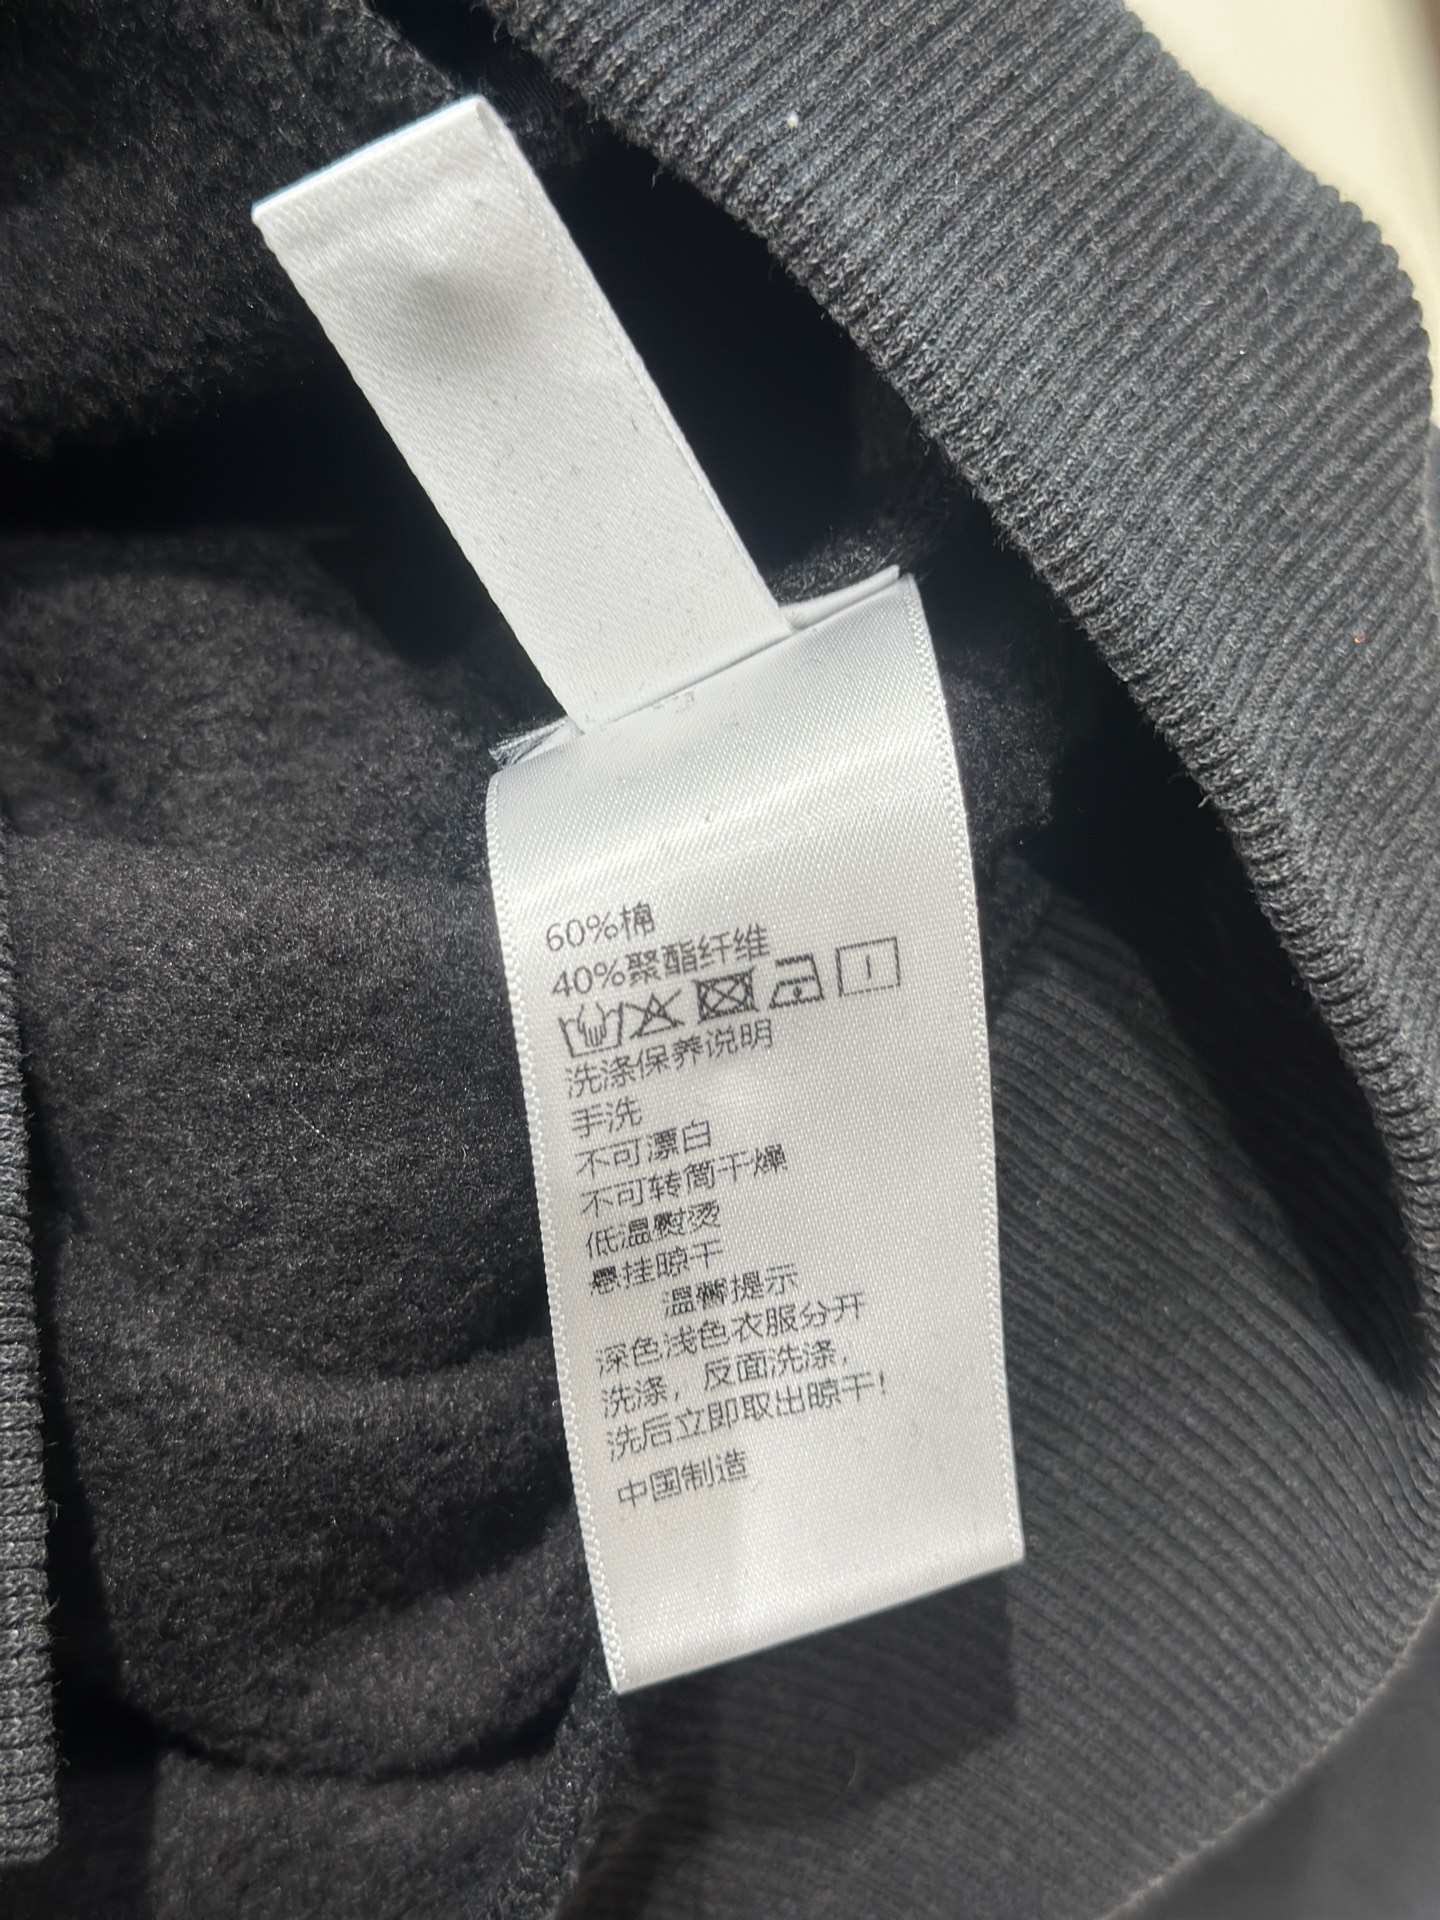 60%棉
40%聚酯纤维
洗涤保养说明
手洗
不可漂白
不可转筒干燥
低温熨烫
悬挂晾干
温馨提示
深色浅色衣服分开
洗涤，反面洗涤，
洗后立即取出晾干！
中国制造